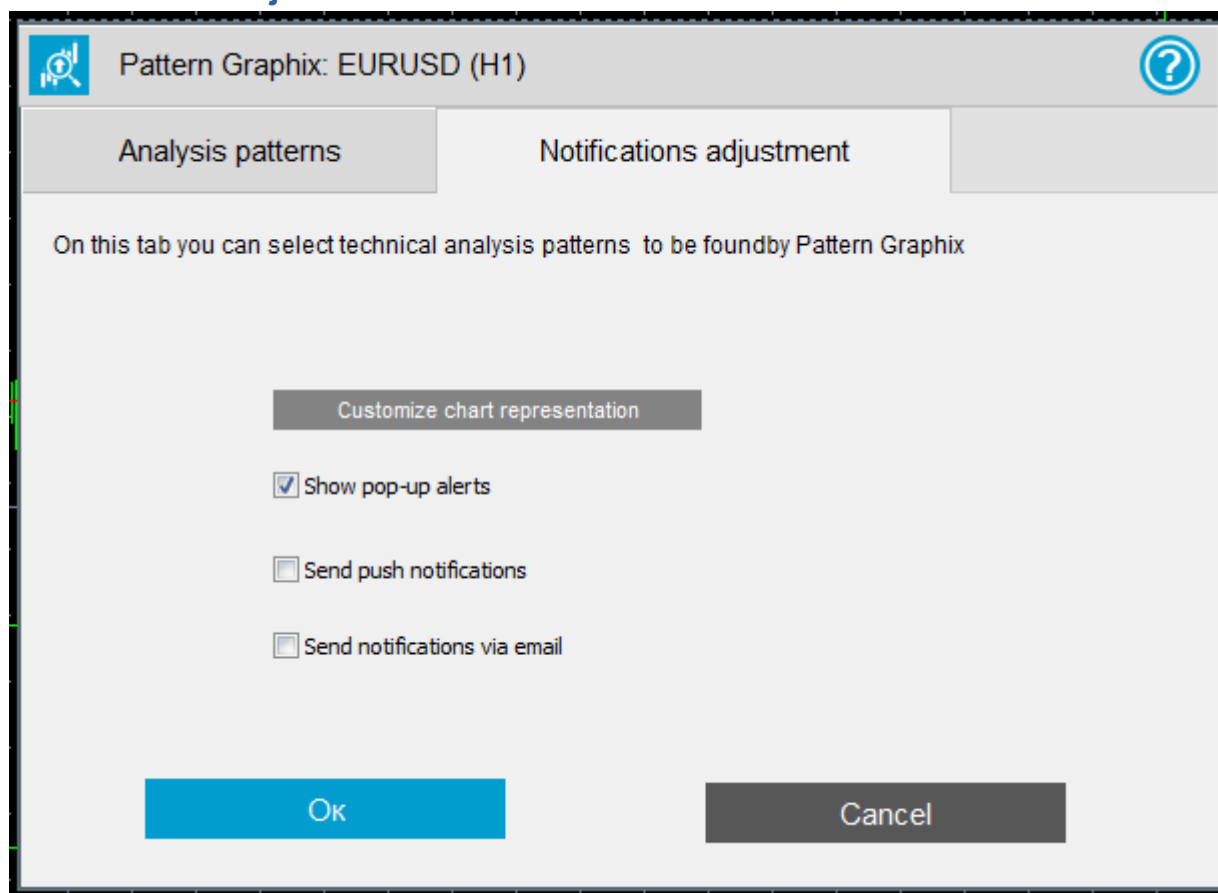 Pattern Graphix: EURUSD (H1)
?
Analysis patterns
Notifications adjustment
On this tab you can select technical analysis patterns to be foundby Pattern Graphix
Customize chart representation
Show pop-up alerts
Send push notifications
Send notifications via email
Ок
Cancel